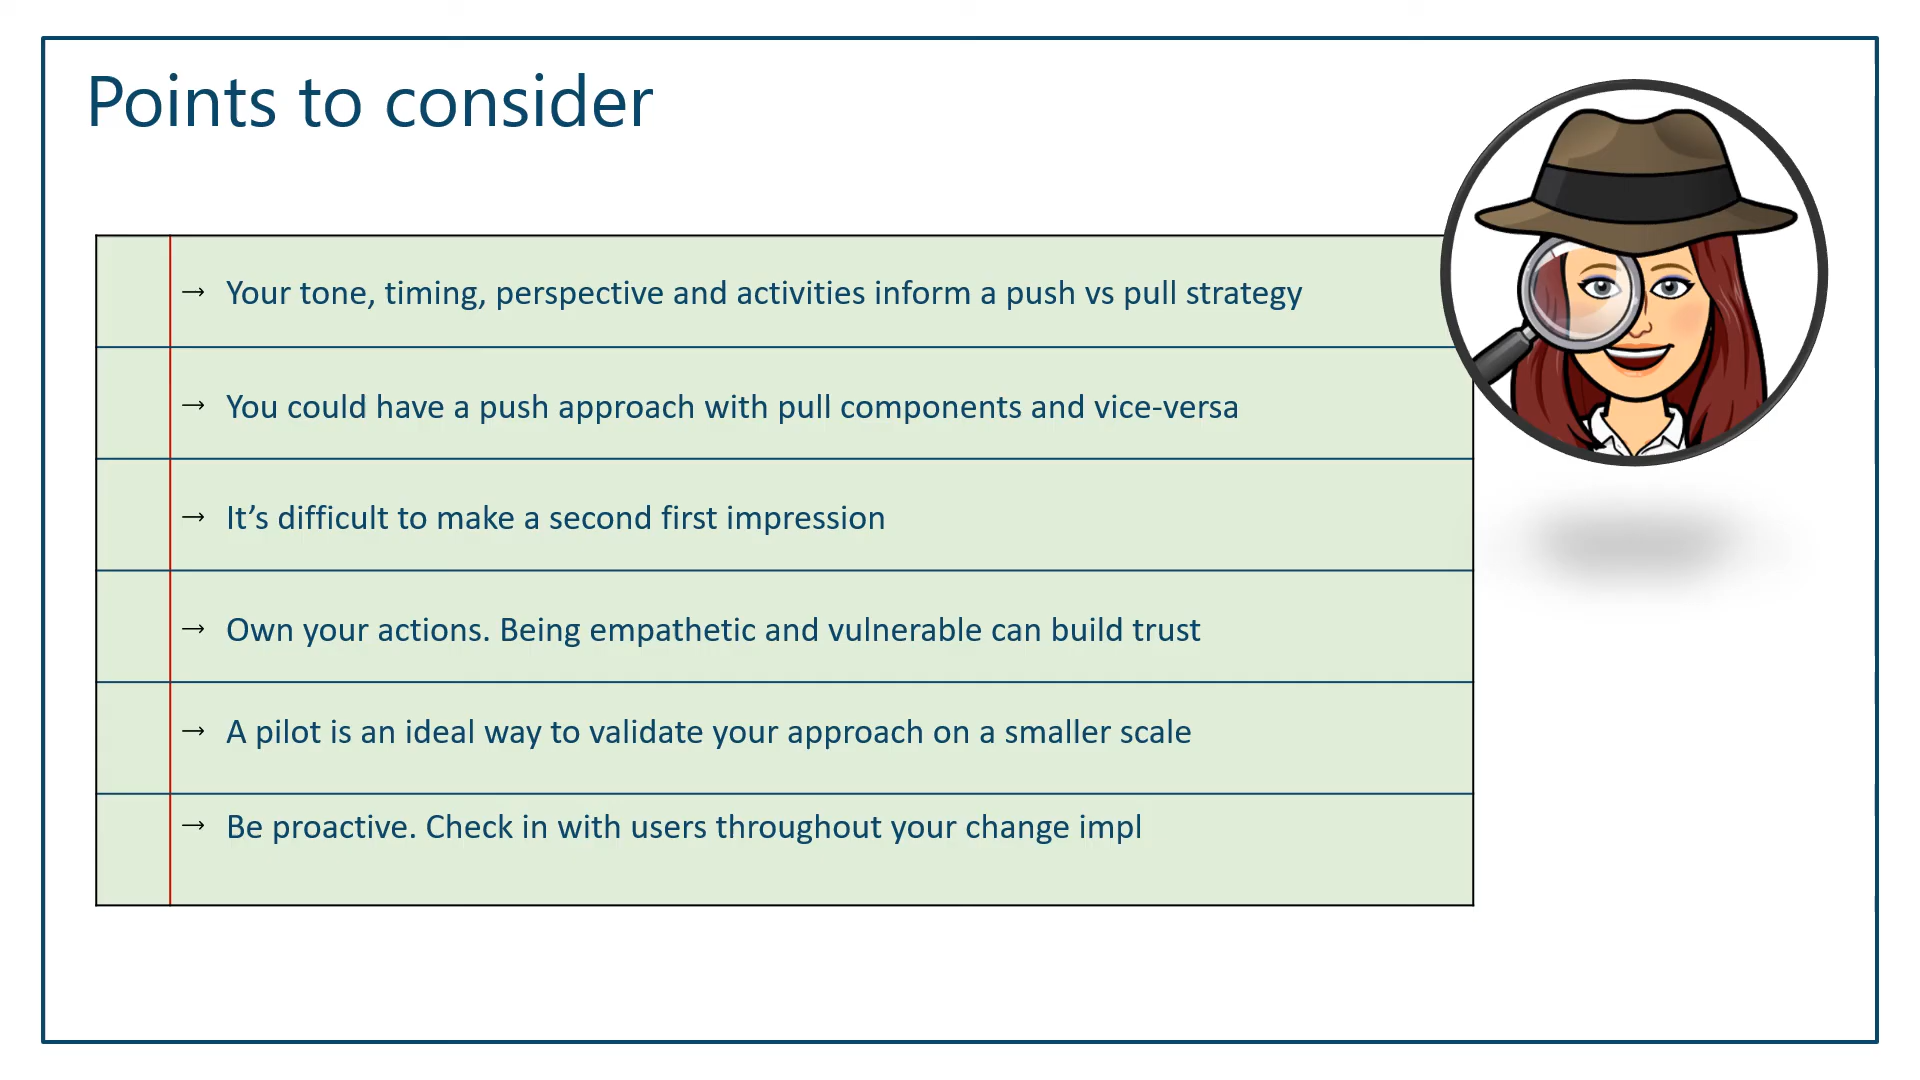 Points to consider
→ Your tone, timing, perspective and activities inform a push vs pull strategy
→ You could have a push approach with pull components and vice-versa
→ It’s difficult to make a second first impression
→ Own your actions. Being empathetic and vulnerable can build trust
→ A pilot is an ideal way to validate your approach on a smaller scale
→ Be proactive. Check in with users throughout your change impl